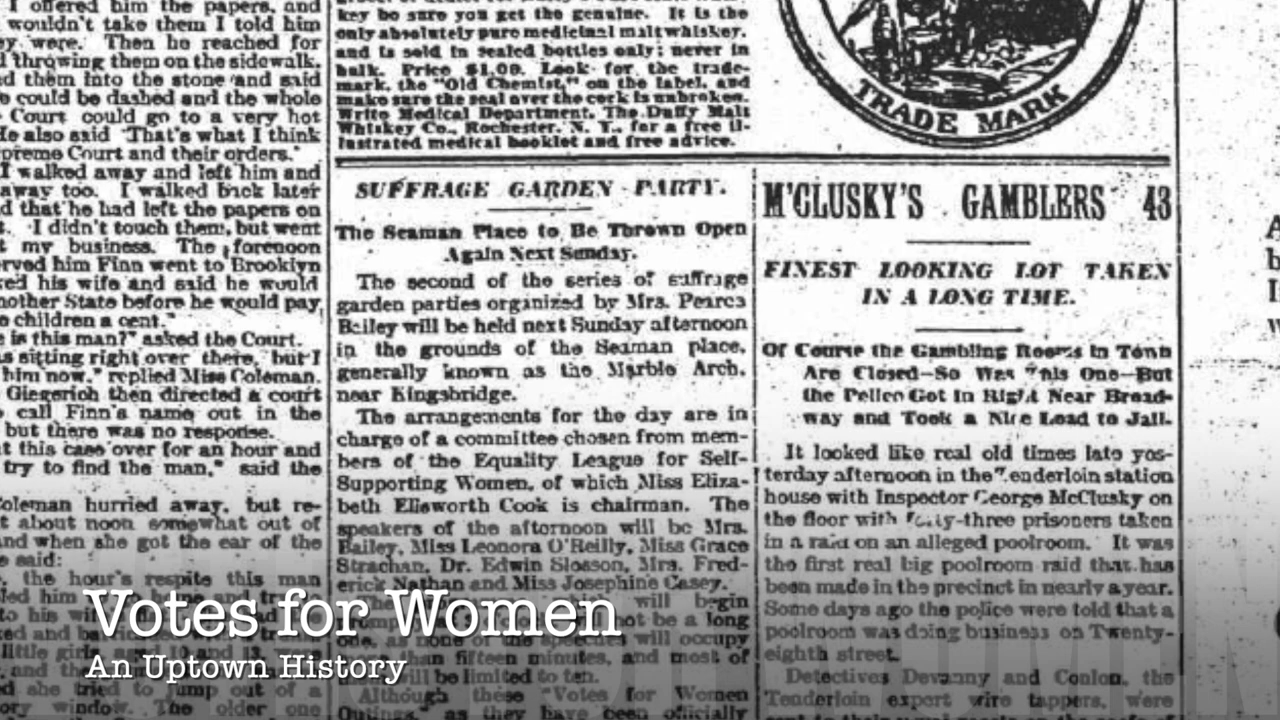 I offered him the papers, and
wouldn't take them I told him
ey were. Then he reached for
d throwing them on the sidewalk.
ed them into the stone and said
e could be dashed and the whole
Court could go to a very hot
He also said 'That's what I think
preme Court and their orders.'
I walked away and left him and
away too. I walked back later
d that he had left the papers on
t. 'I didn't touch them, but went
t my business. The forenoon
erved him Finn went to Brooklyn
ked his wife and said he would
nother State before he would pay
e children a cent."
e is this man?" asked the Court.
as sitting right over there, but I
him now," replied Miss Coleman.
Giegerich then directed a court
o call Finn's name out in the
but there was no response.
t this case over for an hour and
try to find the man," said the
oleman hurried away, but re-
t about noon somewhat out of
and when she got the ear of the
e said:
the hour's respite this man
led him
to his
little girls
and the
d she tried to jump out of a
ory window. The older one
key be sure you get the genuine. It is the
only absolutely pure medicinal malt whiskey,
and is sold in sealed bottles only; never in
bulk. Price $1.00. Look for the trade-
mark, the "Old Chemist," on the label, and
make sure the seal over the cork is unbroken.
Write Medical Department, The Duffy Malt
Whiskey Co., Rochester, N. Y., for a free il-
lustrated medical booklet and free advice.
TRADE MARK
SUFFRAGE GARDEN PARTY.
The Seaman Place to Be Thrown Open
Again Next Sunday.
The second of the series of suffrage
garden parties organized by Mrs. Pearce
Bailey will be held next Sunday afternoon
in the grounds of the Seaman place,
generally known as the Marble Arch,
near Kingsbridge.
The arrangements for the day are in
charge of a committee chosen from mem-
bers of the Equality League for Self-
Supporting Women, of which Miss Eliza-
beth Ellsworth Cook is chairman. The
speakers of the afternoon will be Mrs.
Bailey, Miss Leonora O'Reilly, Miss Grace
Strachan, Dr. Edwin Slosson, Mrs. Fred-
erick Nathan and Miss Josephine Casey.
will begin
not be a long
one, as none of the speeches will occupy
more than fifteen minutes, and most of
will be limited to ten.
Although these "Votes for Women
Outings," as they have been officially
M'CLUSKY'S GAMBLERS 43
FINEST LOOKING LOT TAKEN
IN A LONG TIME.
Of Course the Gambling Rooms in Town
Are Closed—So Was This One—But
the Police Got In Right Near Broad-
way and Took a Nice Load to Jail.
It looked like real old times late yes-
terday afternoon in the Tenderloin station
house with Inspector George McClusky on
the floor with forty-three prisoners taken
in a raid on an alleged poolroom. It was
the first real big poolroom raid that has
been made in the precinct in nearly a year.
Some days ago the police were told that a
poolroom was doing business on Twenty-
eighth street.
Detectives Devanny and Conlon, the
Tenderloin expert wire tappers, were
Votes for Women
An Uptown History